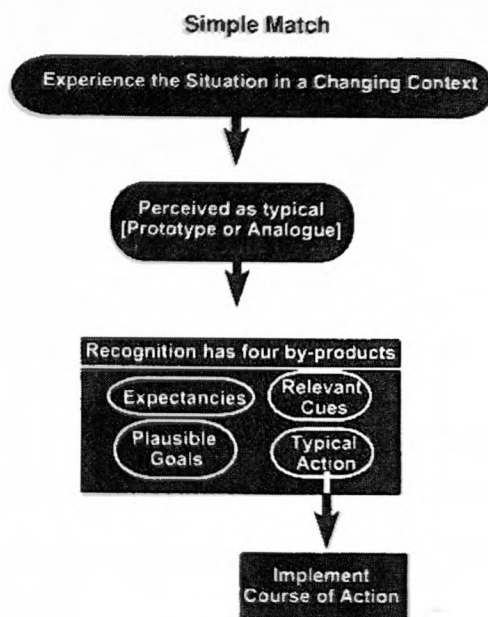 Simple Match
Experience the Situation in a Changing Context
Perceived as typical
[Prototype or Analogue]
Recognition has four by-products
Expectancies
Relevant
Cues
Plausible
Goals
Typical
Action
Implement
Course of Action